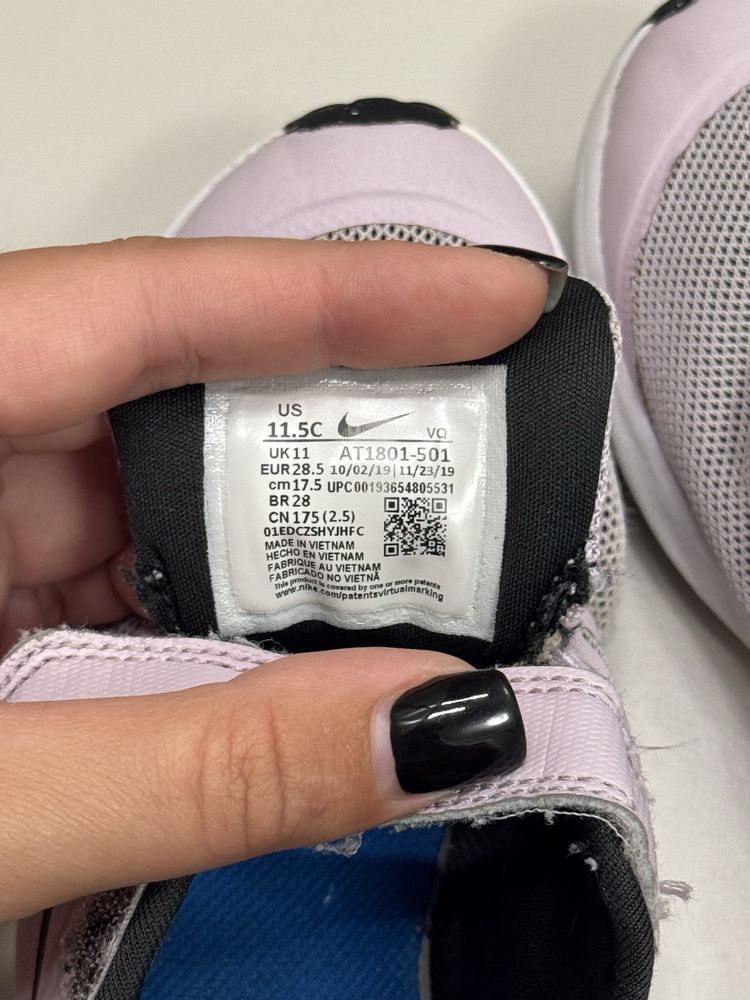 US
11.5C VQ
UK 11 AT1801-501
EUR 28.5 10/02/19 | 11/23/19
cm 17.5 UPC 00193654805531
BR 28
CN 175 (2.5)
01EDCZSHYJHFC
MADE IN VIETNAM
HECHO EN VIETNAM
FABRIQUE AU VIETNAM
FABRICADO NO VIETNÃ
This product is covered by one or more patents
www.nike.com/patentsvirtualmarking